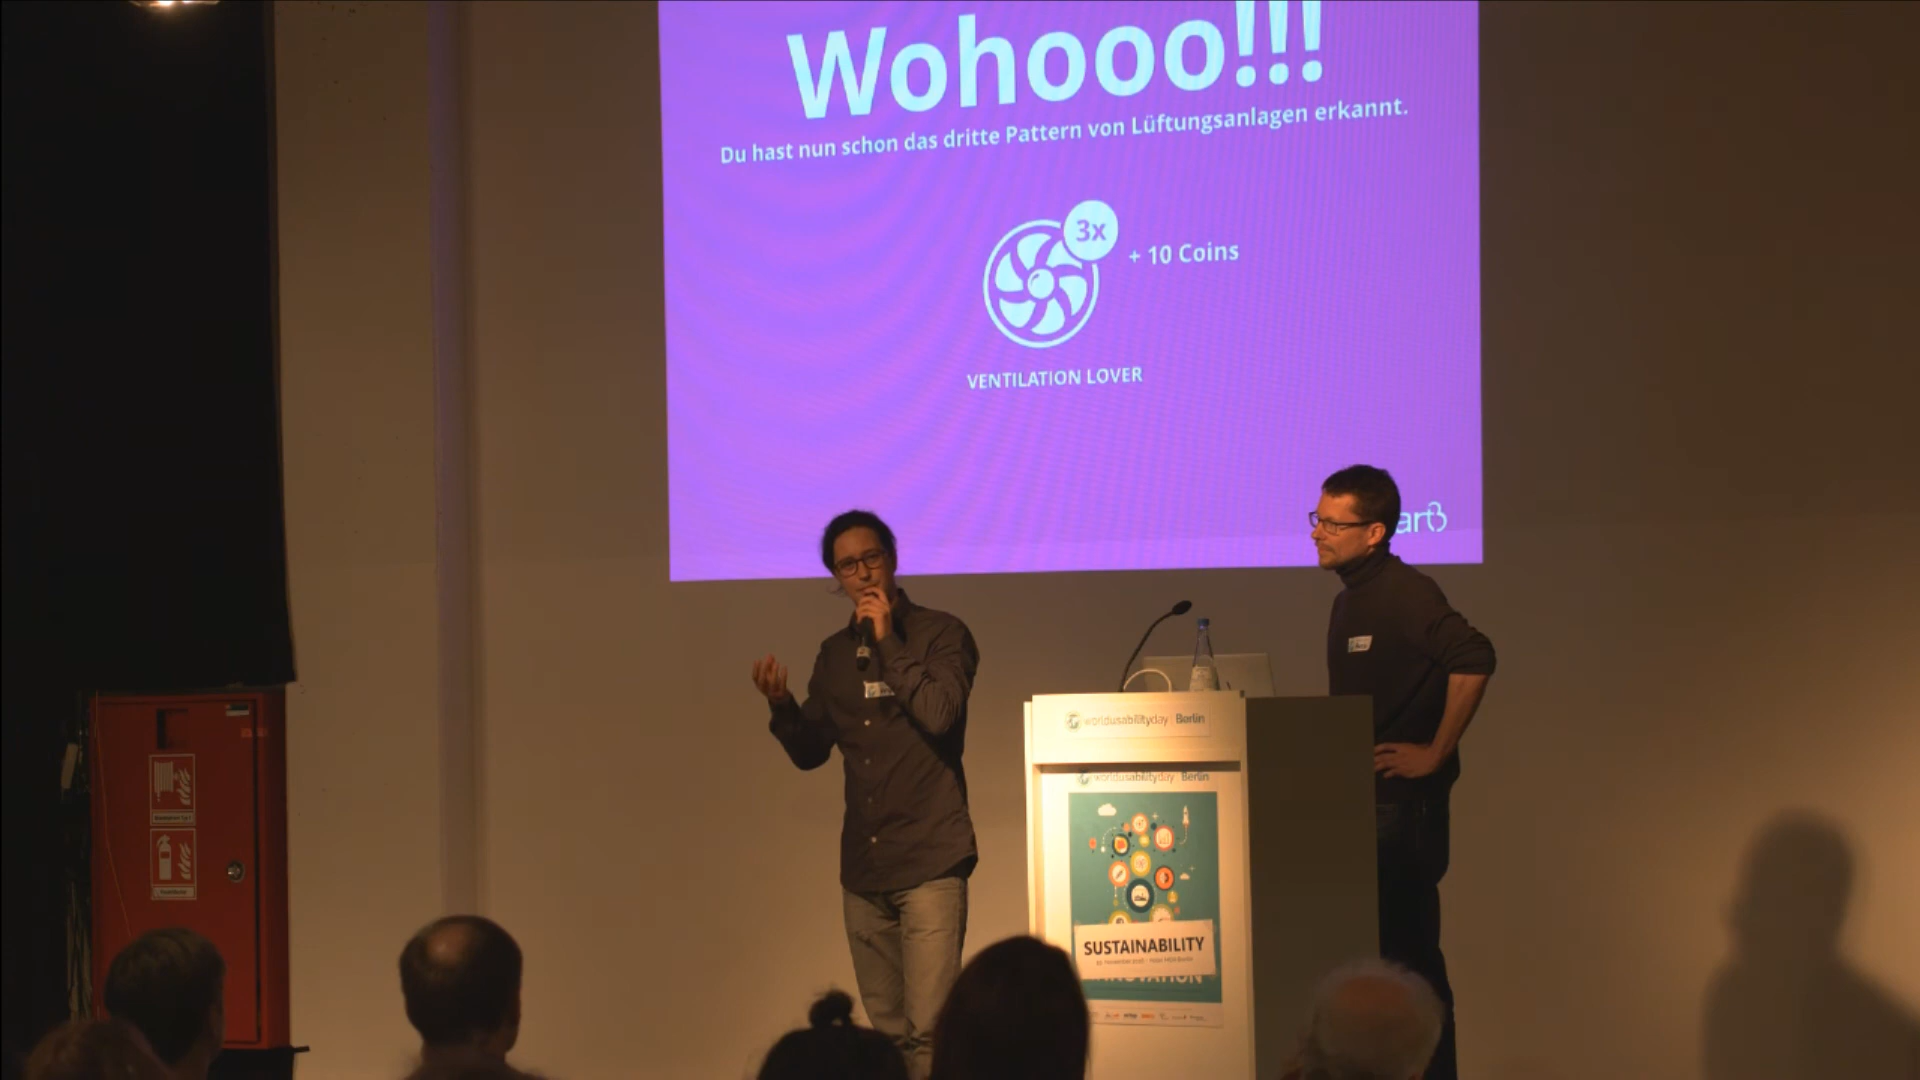 Wohooo!!!
Du hast nun schon das dritte Pattern von Lüftungsanlagen erkannt.
3x
+ 10 Coins
VENTILATION LOVER
artB
worldusabilityday Berlin
worldusabilityday Berlin
SUSTAINABILITY